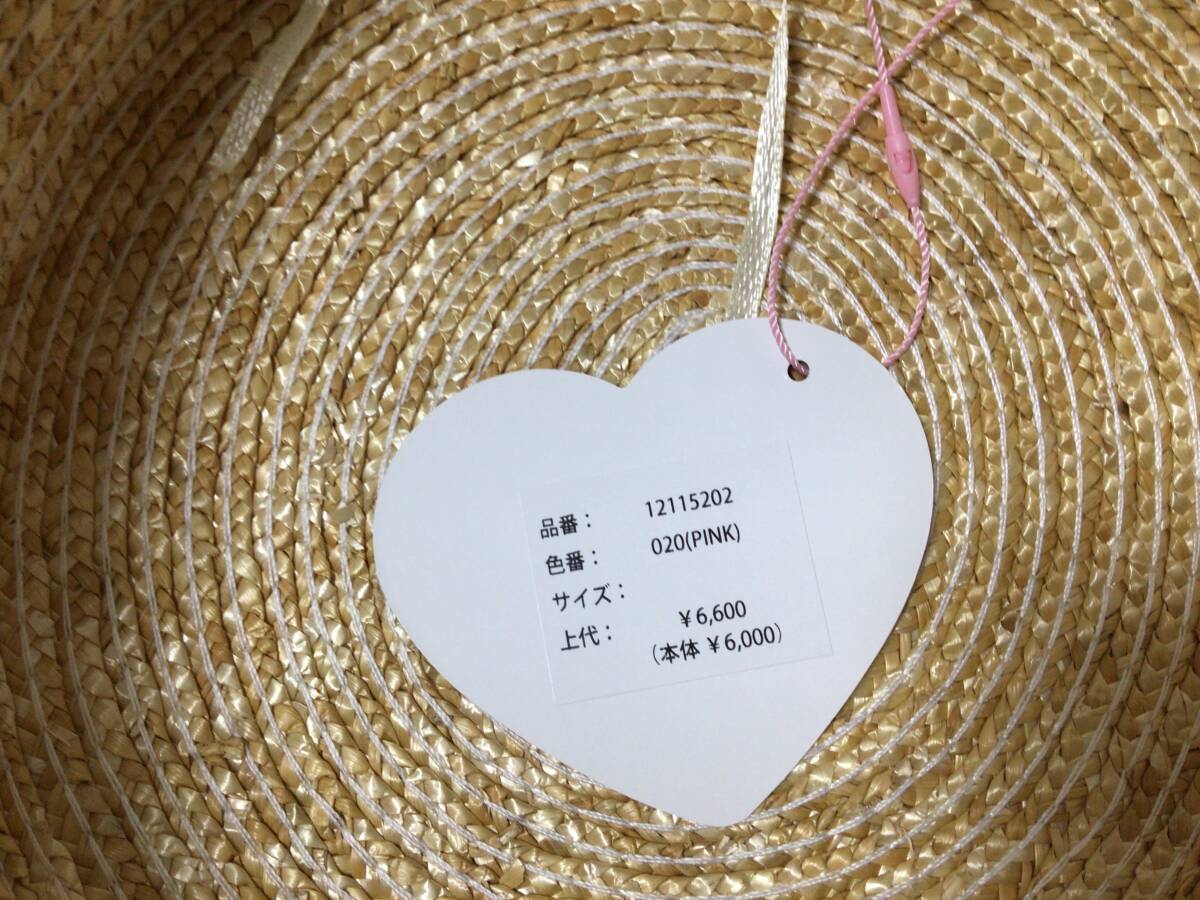 品番： 12115202
色番： 020(PINK)
サイズ：
上代： ￥6,600
(本体 ￥6,000)